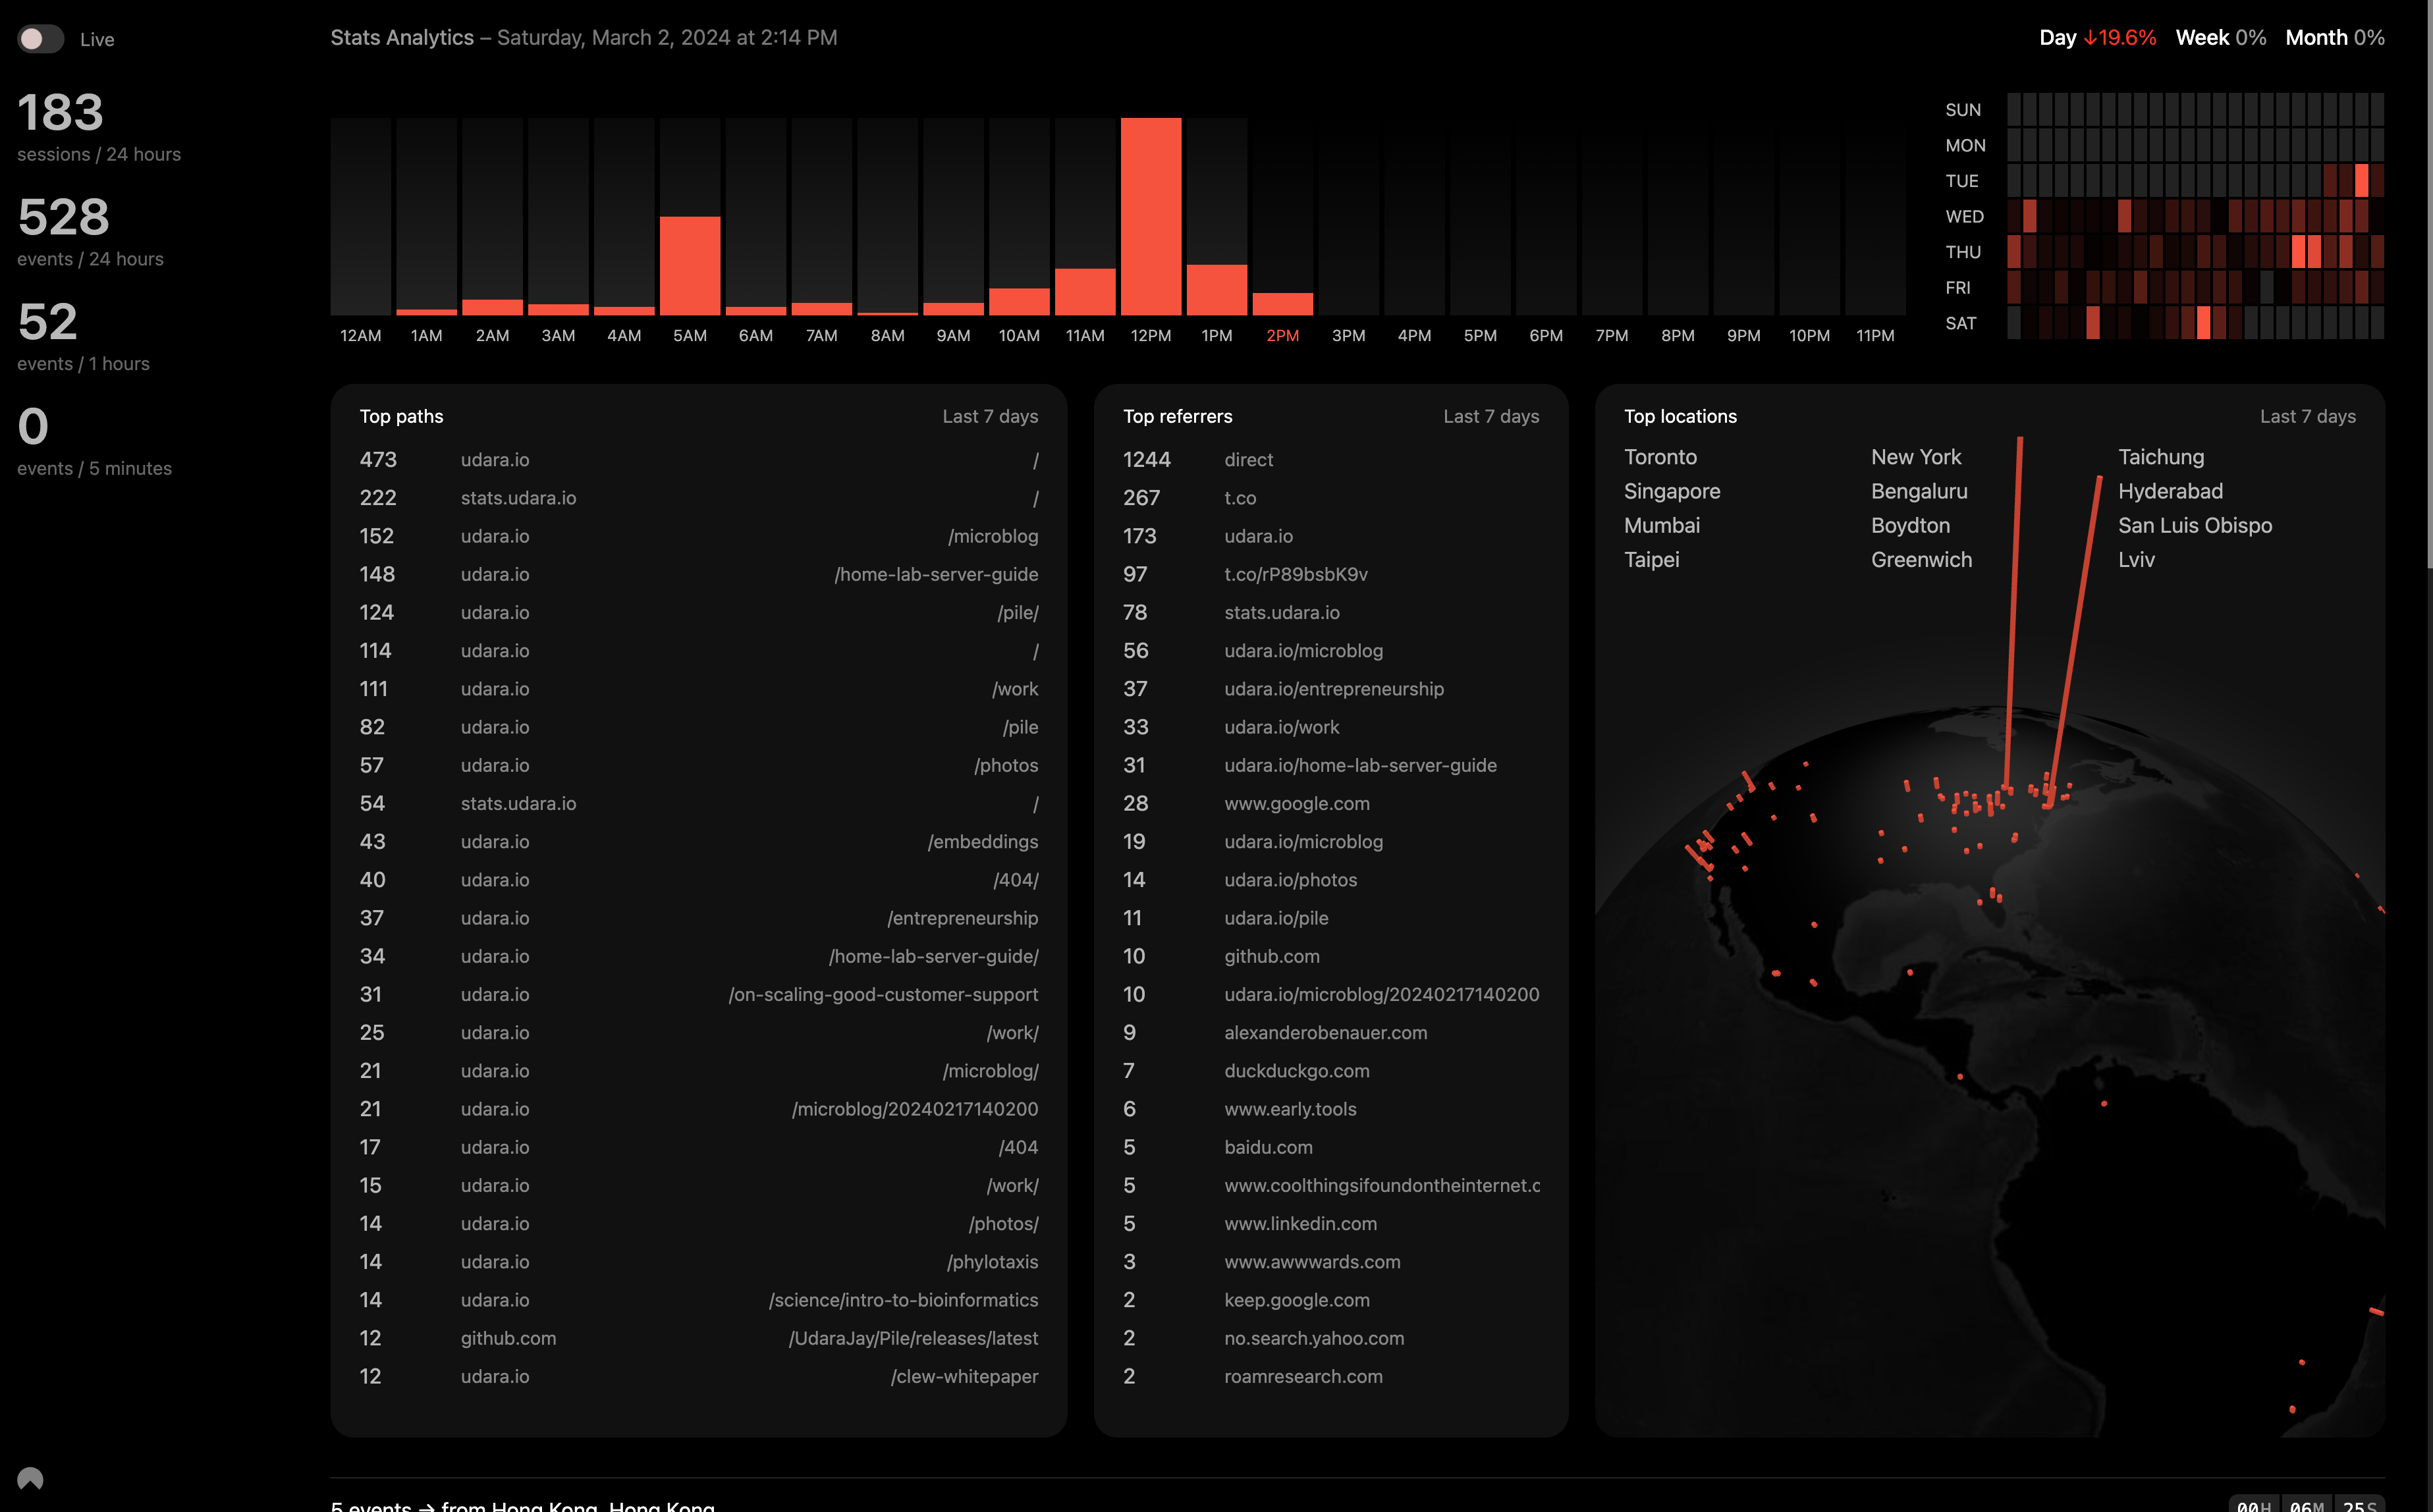 Live
Stats Analytics – Saturday, March 2, 2024 at 2:14 PM
Day ↓19.6% Week 0% Month 0%
183
sessions / 24 hours
528
events / 24 hours
52
events / 1 hours
0
events / 5 minutes
12AM 1AM 2AM 3AM 4AM 5AM 6AM 7AM 8AM 9AM 10AM 11AM 12PM 1PM 2PM 3PM 4PM 5PM 6PM 7PM 8PM 9PM 10PM 11PM
SUN
MON
TUE
WED
THU
FRI
SAT
Top paths Last 7 days
473 udara.io /
222 stats.udara.io /
152 udara.io /microblog
148 udara.io /home-lab-server-guide
124 udara.io /pile/
114 udara.io /
111 udara.io /work
82 udara.io /pile
57 udara.io /photos
54 stats.udara.io /
43 udara.io /embeddings
40 udara.io /404/
37 udara.io /entrepreneurship
34 udara.io /home-lab-server-guide/
31 udara.io /on-scaling-good-customer-support
25 udara.io /work/
21 udara.io /microblog/
21 udara.io /microblog/20240217140200
17 udara.io /404
15 udara.io /work/
14 udara.io /photos/
14 udara.io /phylotaxis
14 udara.io /science/intro-to-bioinformatics
12 github.com /UdaraJay/Pile/releases/latest
12 udara.io /clew-whitepaper
Top referrers Last 7 days
1244 direct
267 t.co
173 udara.io
97 t.co/rP89bsbK9v
78 stats.udara.io
56 udara.io/microblog
37 udara.io/entrepreneurship
33 udara.io/work
31 udara.io/home-lab-server-guide
28 www.google.com
19 udara.io/microblog
14 udara.io/photos
11 udara.io/pile
10 github.com
10 udara.io/microblog/20240217140200
9 alexanderobenauer.com
7 duckduckgo.com
6 www.early.tools
5 baidu.com
5 www.coolthingsifoundontheinternet.c
5 www.linkedin.com
3 www.awwwards.com
2 keep.google.com
2 no.search.yahoo.com
2 roamresearch.com
Top locations Last 7 days
Toronto New York Taichung
Singapore Bengaluru Hyderabad
Mumbai Boydton San Luis Obispo
Taipei Greenwich Lviv
5 events → from Hong Kong, Hong Kong
00H 06M 25S